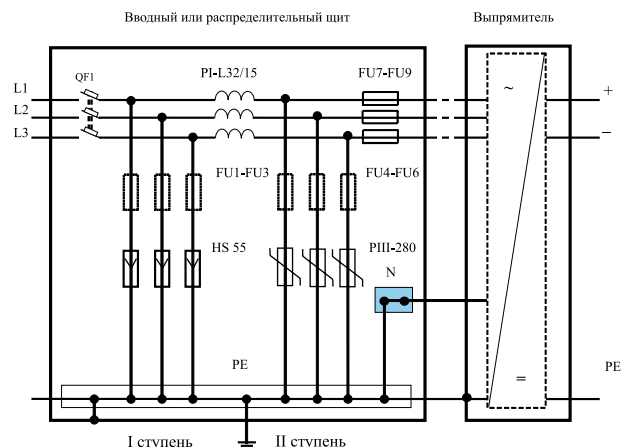 Вводный или распределительный щит
Выпрямитель
QF1
PI-L32/15
FU7-FU9
L1
L2
L3
~
+
−
FU1-FU3
FU4-FU6
HS 55
PIII-280
N
PE
PE
=
I ступень
II ступень